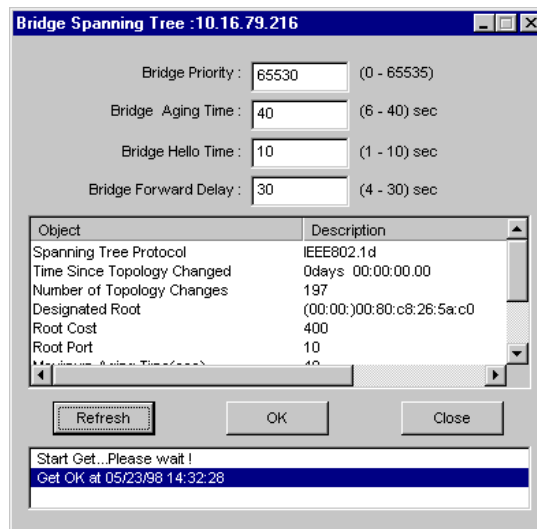 Bridge Spanning Tree :10.16.79.216
Bridge Priority : 65530 (0 - 65535)
Bridge Aging Time : 40 (6 - 40) sec
Bridge Hello Time : 10 (1 - 10) sec
Bridge Forward Delay : 30 (4 - 30) sec
Object Description
Spanning Tree Protocol IEEE802.1d
Time Since Topology Changed 0days 00:00:00.00
Number of Topology Changes 197
Designated Root (00:00:)00:80:c8:26:5a:c0
Root Cost 400
Root Port 10
Refresh OK Close
Start Get...Please wait !
Get OK at 05/23/98 14:32:28